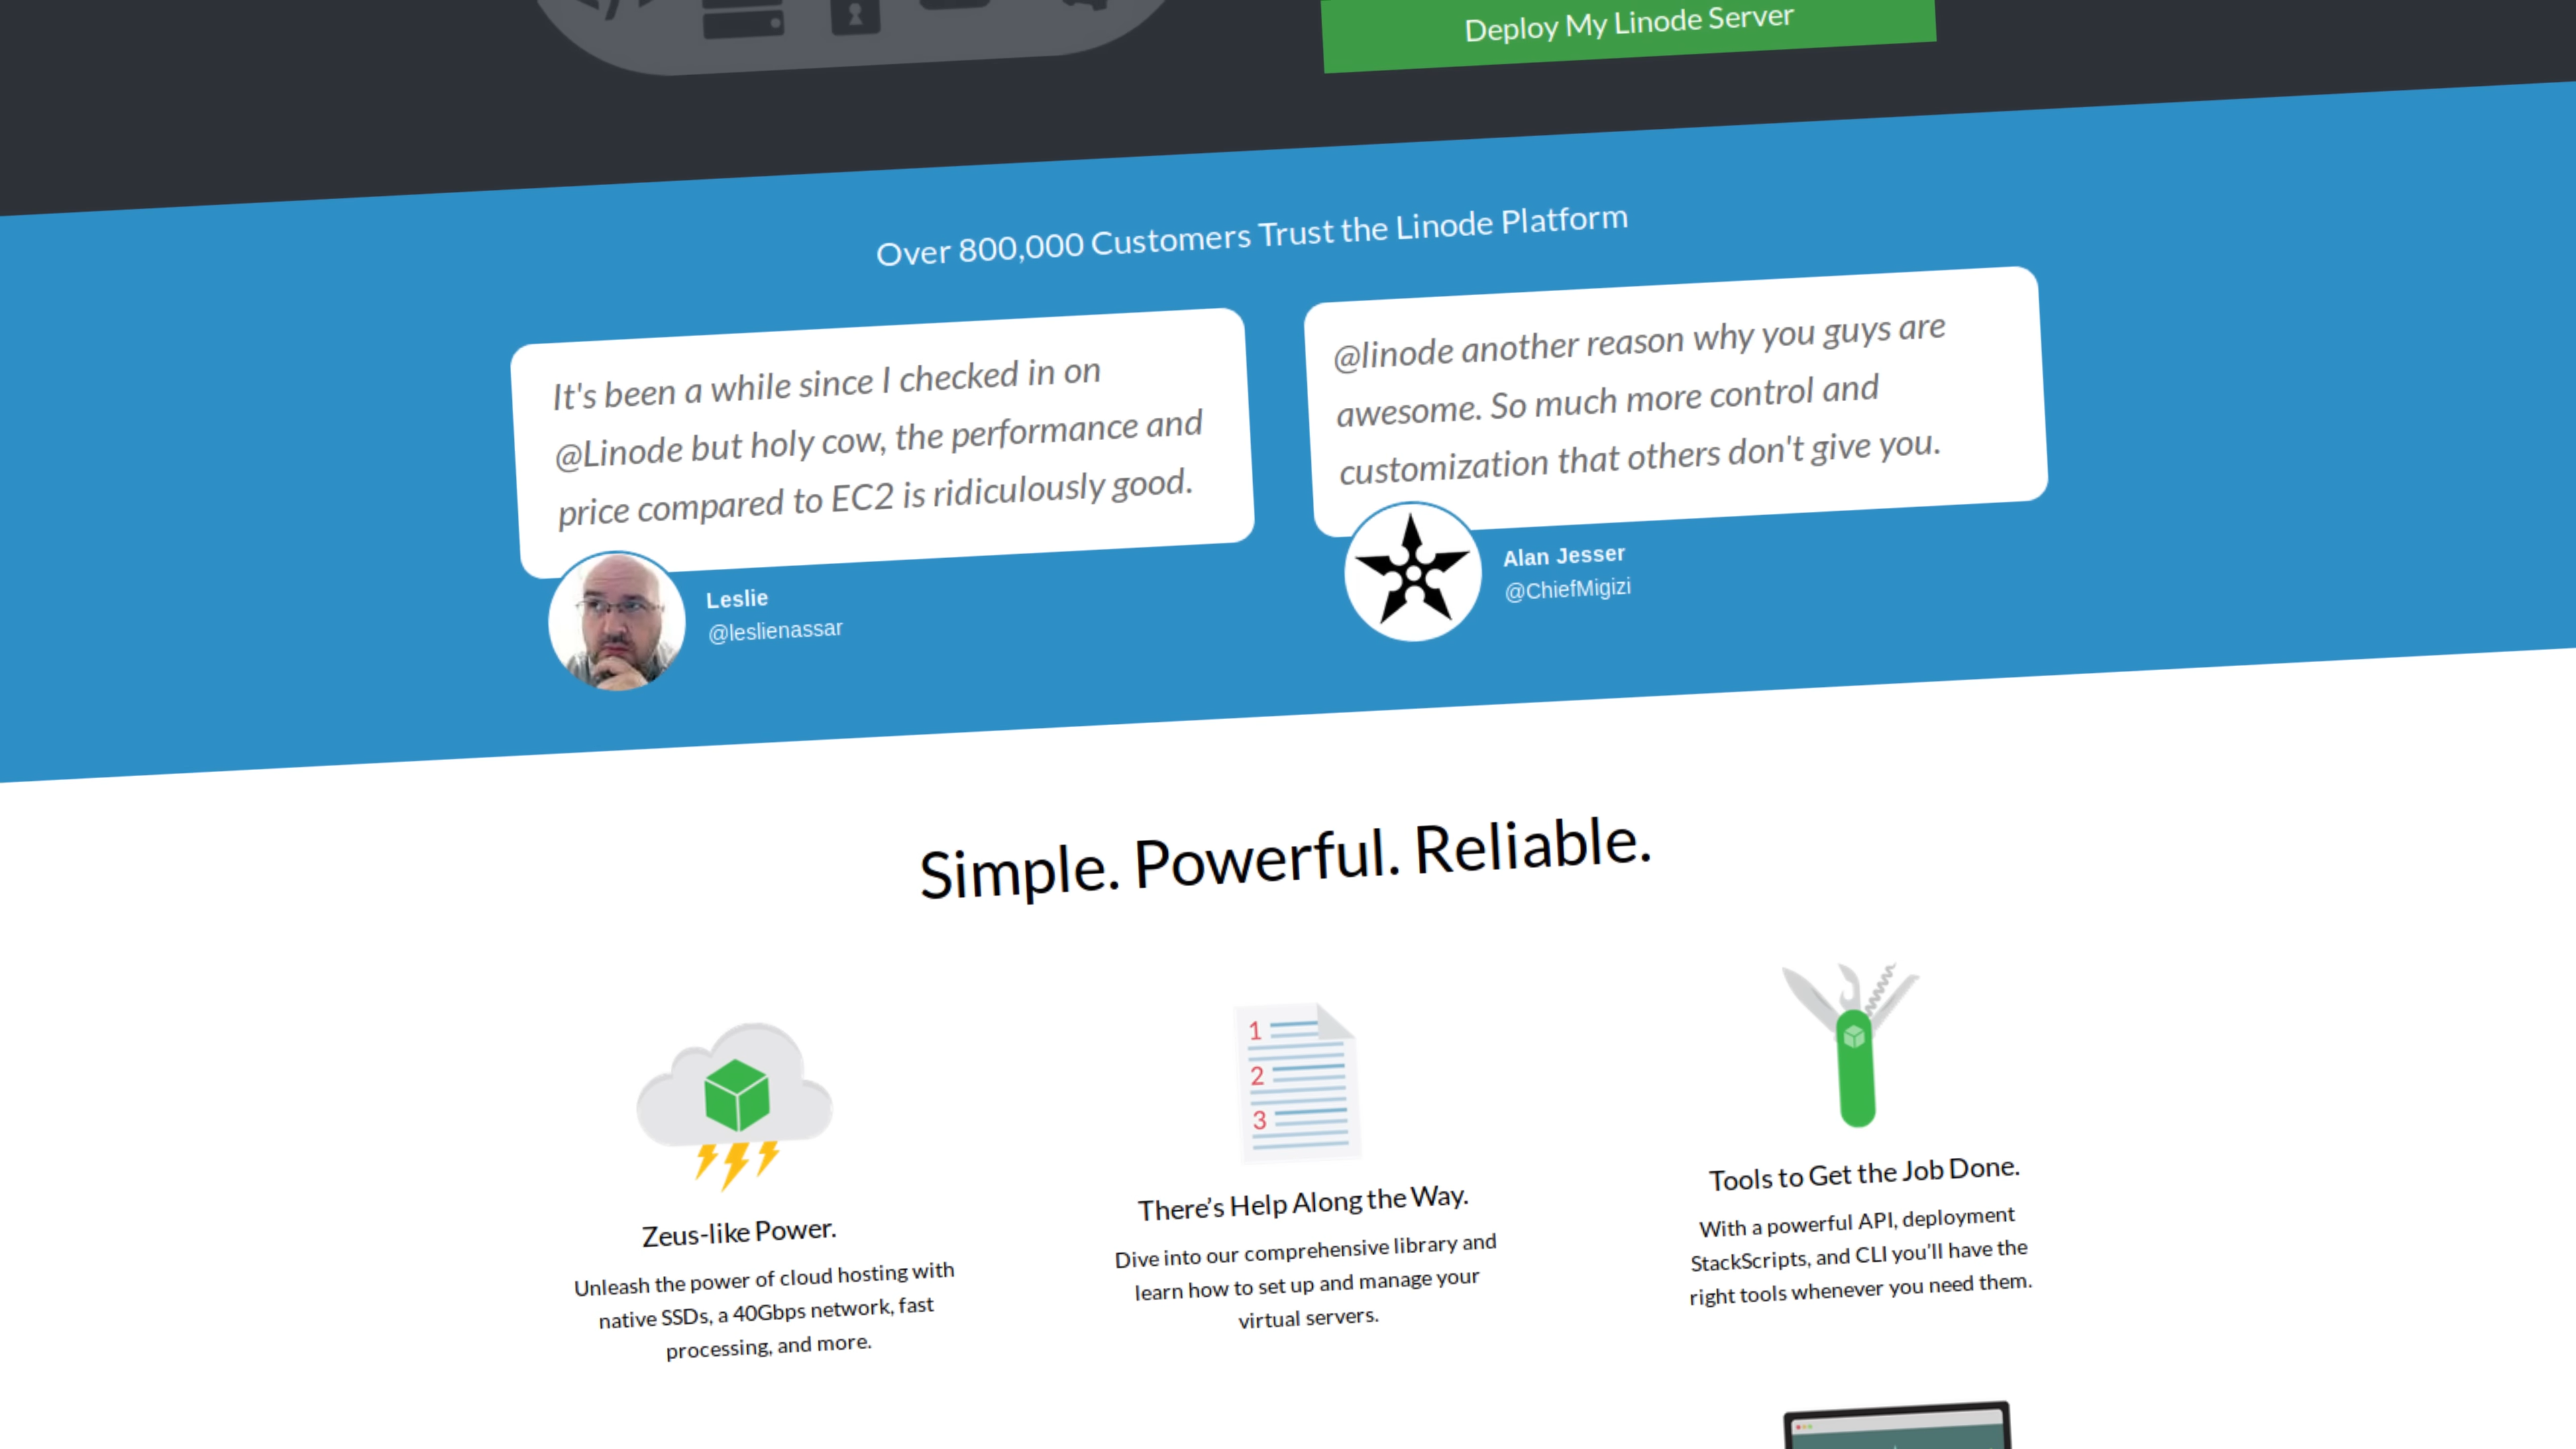 Deploy My Linode Server
Over 800,000 Customers Trust the Linode Platform
It's been a while since I checked in on
@Linode but holy cow, the performance and
price compared to EC2 is ridiculously good.
Leslie
@leslienassar
@linode another reason why you guys are
awesome. So much more control and
customization that others don't give you.
Alan Jesser
@ChiefMigizi
Simple. Powerful. Reliable.
1
2
3
Zeus-like Power.
Unleash the power of cloud hosting with
native SSDs, a 40Gbps network, fast
processing, and more.
There’s Help Along the Way.
Dive into our comprehensive library and
learn how to set up and manage your
virtual servers.
Tools to Get the Job Done.
With a powerful API, deployment
StackScripts, and CLI you’ll have the
right tools whenever you need them.